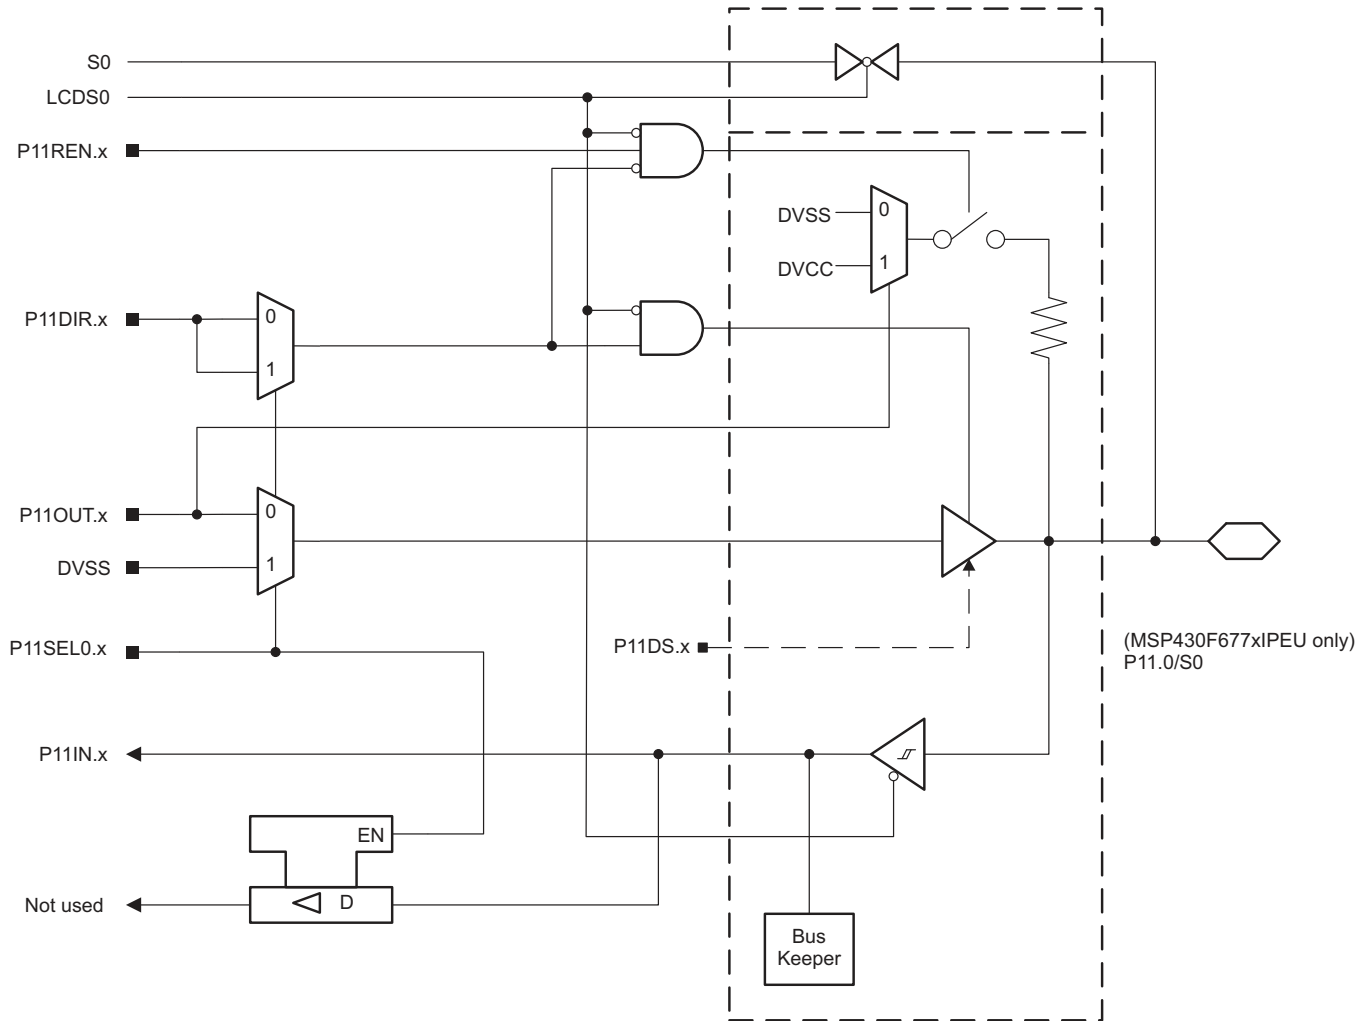 S0
LCDS0
P11REN.x
DVSS
0
DVCC
1
P11DIR.x
0
1
P11OUT.x
0
DVSS
1
P11SEL0.x
P11DS.x
(MSP430F677xIPEU only)
P11.0/S0
P11IN.x
EN
Not used
D
Bus
Keeper